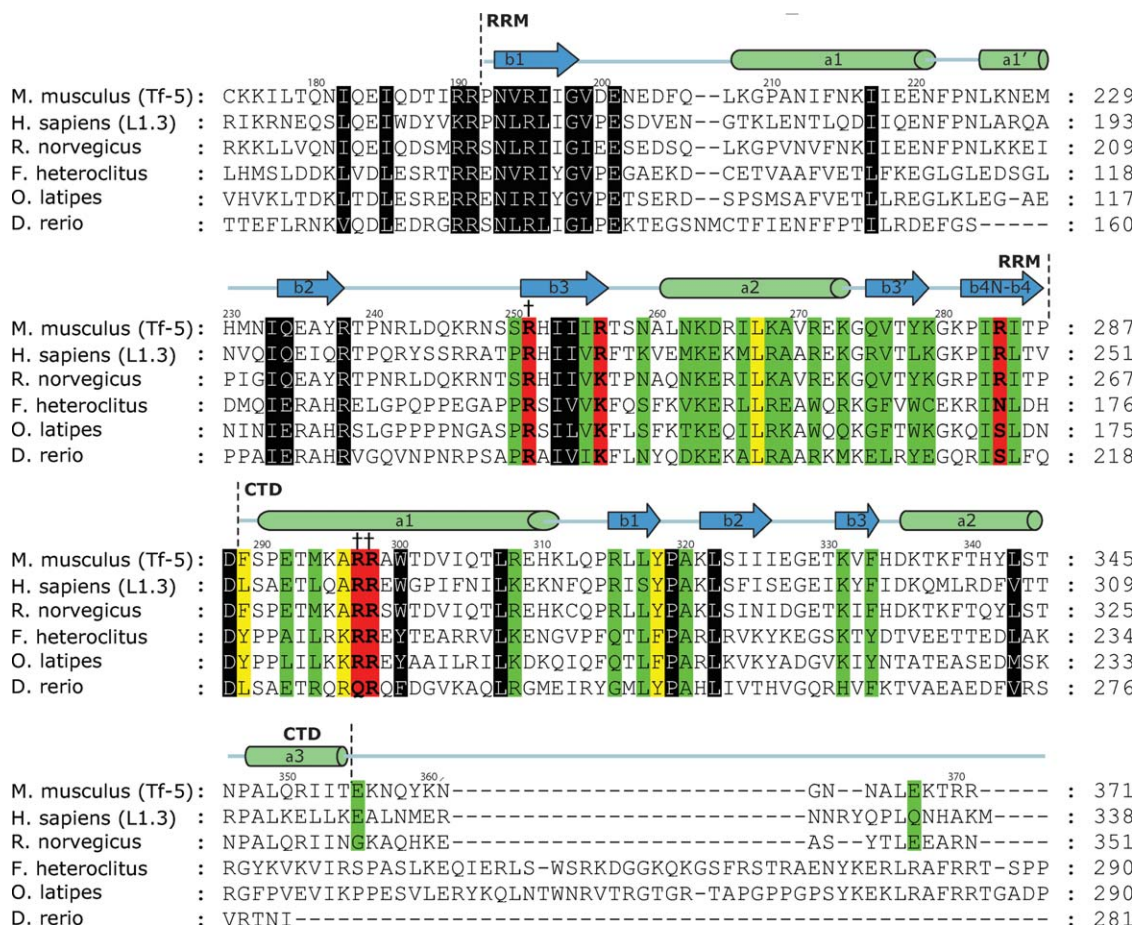 RRM
b1 a1 a1'
180 190 200 210 220
M. musculus (Tf-5) : CKKILTQNIQEIQDTIRRPNVRIIGVDENEDFQ--LKGPANIFNKIIEENFPNLKNEM : 229
H. sapiens (L1.3) : RIKRNEQSLQEIWDYVKRPNLRLIGVPESDVEN--GTKLENTLQDIIQENFPNLARQA : 193
R. norvegicus : RKKLLVQNIQEIQDSMRRSNLRIIGIEESEDSQ--LKGPVNVFNKIIEENFPNLKKEI : 209
F. heteroclitus : LHMSLDDKLVDLESRTRRENVRIYGVPEGAEKD--CETVAAFVETLFKEGLGLEDSGL : 118
O. latipes : VHVKLTDKLTDLESRERRENIRIYGVPETSERD--SPSMSAFVETLLREGLKLEG-AE : 117
D. rerio : TTEFLRNKVQDLEDRGRRSNLRLIGLPEKTEGSNMCTFIENFFPTILRDEFGS----- : 160
RRM
b2 b3 a2 b3' b4N-b4
†
230 240 250 260 270 280
M. musculus (Tf-5) : HMNIQEAYRTPNRLDQKRNSSRHIIIRTSNALNKDRILKAVREKGQVTYKGKPIRITP : 287
H. sapiens (L1.3) : NVQIQEIQRTPQRYSSRRATPRHIIVRFTKVEMKEKMLRAAREKGRVTLKGKPIRLTV : 251
R. norvegicus : PIGIQEAYRTPNRLDQKRNTSRHIIVKTPNAQNKERILKAVREKGQVTYKGRPIRITP : 267
F. heteroclitus : DMQIERAHRELGPQPPEGAPPRSIVVKFQSFKVKERLLREAWQRKGFVWCEKRINLDH : 176
O. latipes : NINIERAHRSLGPPPPNGASPRSILVKFLSFKTKEQILRKAWQQKGFTWKGKQISLDN : 175
D. rerio : PPAIERAHRVGQVNPNRPSAPRAIVIKFLNYQDKEKALRAARKMKELRYEGQRISLFQ : 218
CTD
a1 b1 b2 b3 a2
††
290 300 310 320 330 340
M. musculus (Tf-5) : DFSPETMKARRAWTDVIQTLREHKLQPRLLYPAKLSIIIEGETKVFHDKTKFTHYLST : 345
H. sapiens (L1.3) : DLSAETLQARREWGPIFNILKEKNFQPRISYPAKLSFISEGEIKYFIDKQMLRDFVTT : 309
R. norvegicus : DFSPETMKARRSWTDVIQTLREHKCQPRLLYPAKLSINIDGETKIFHDKTKFTQYLST : 325
F. heteroclitus : DYPPAILRKRREYTEARRVLKENGVPFQTLFPARLRVKYKEGSKTYDTVEETTEDLAK : 234
O. latipes : DYPPLILKKRREYAAILRILKDKQIQFQTLFPARLKVKYADGVKIYNTATEASEDMSK : 233
D. rerio : DLSAETRQRQRQFDGVKAQLRGMEIRYGMLYPAHLIVTHVGQRHVFKTVAEAEDFVRS : 276
CTD
a3
350 360 370
M. musculus (Tf-5) : NPALQRIITEKNQYKN-------------------------GN--NALEKTRR----- : 371
H. sapiens (L1.3) : RPALKELLKEALNMER-------------------------NNRYQPLQNHAKM---- : 338
R. norvegicus : NPALQRIINGKAQHKE-------------------------AS--YTLEEARN----- : 351
F. heteroclitus : RGYKVKVIRSPASLKEQIERLS-WSRKDGGKQKGSFRSTRAENYKERLRAFRRT-SPP : 290
O. latipes : RGFPVEVIKPPESVLERYKQLNTWNRVTRGTGR-TAPGPPGPSYKEKLRAFRRTGADP : 290
D. rerio : VRTNI----------------------------------------------------- : 281